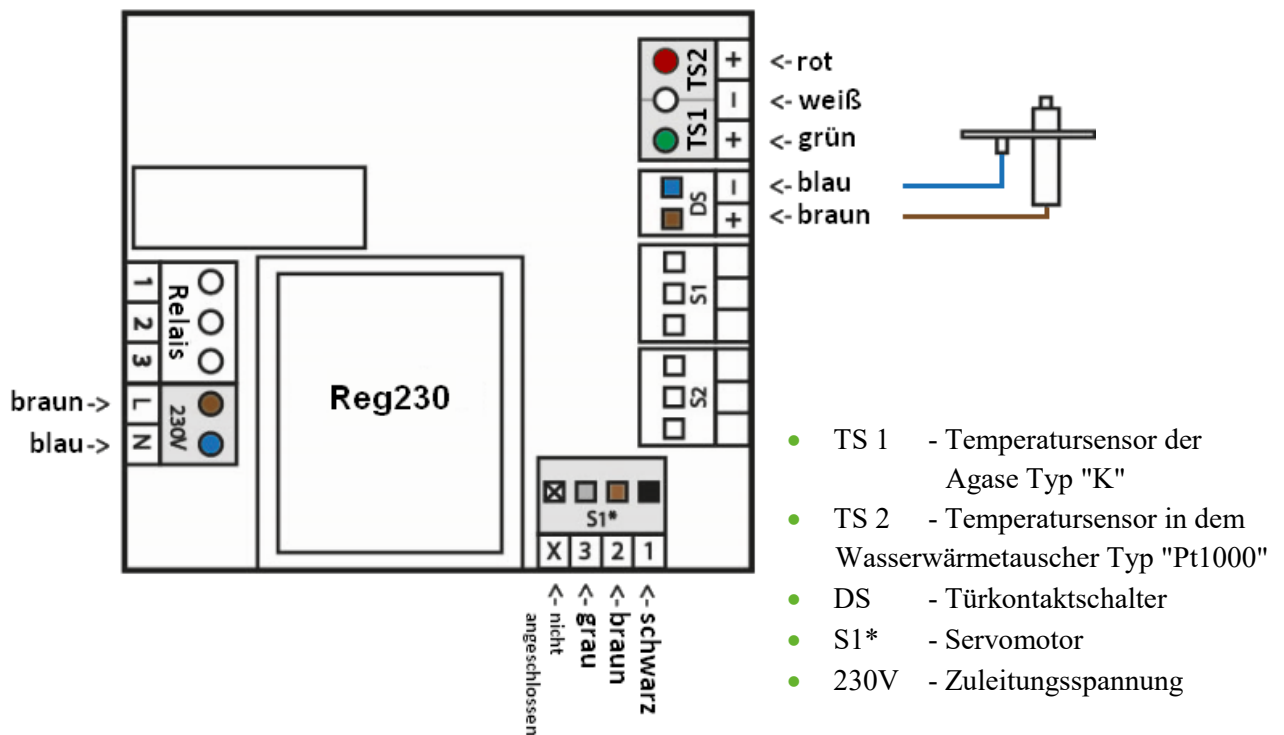 TS2
+
<- rot
−
<- weiß
TS1
+
<- grün
DS
−
<- blau
+
<- braun
S1
S2
1
2
3
Relais
braun->
L
blau->
N
230V
Reg230
S1*
X
3
2
1
<- nicht
angeschlossen
<- grau
<- braun
<- schwarz
• TS 1 - Temperatursensor der
Agase Typ "K"
• TS 2 - Temperatursensor in dem
Wasserwärmetauscher Typ "Pt1000"
• DS - Türkontaktschalter
• S1* - Servomotor
• 230V - Zuleitungsspannung